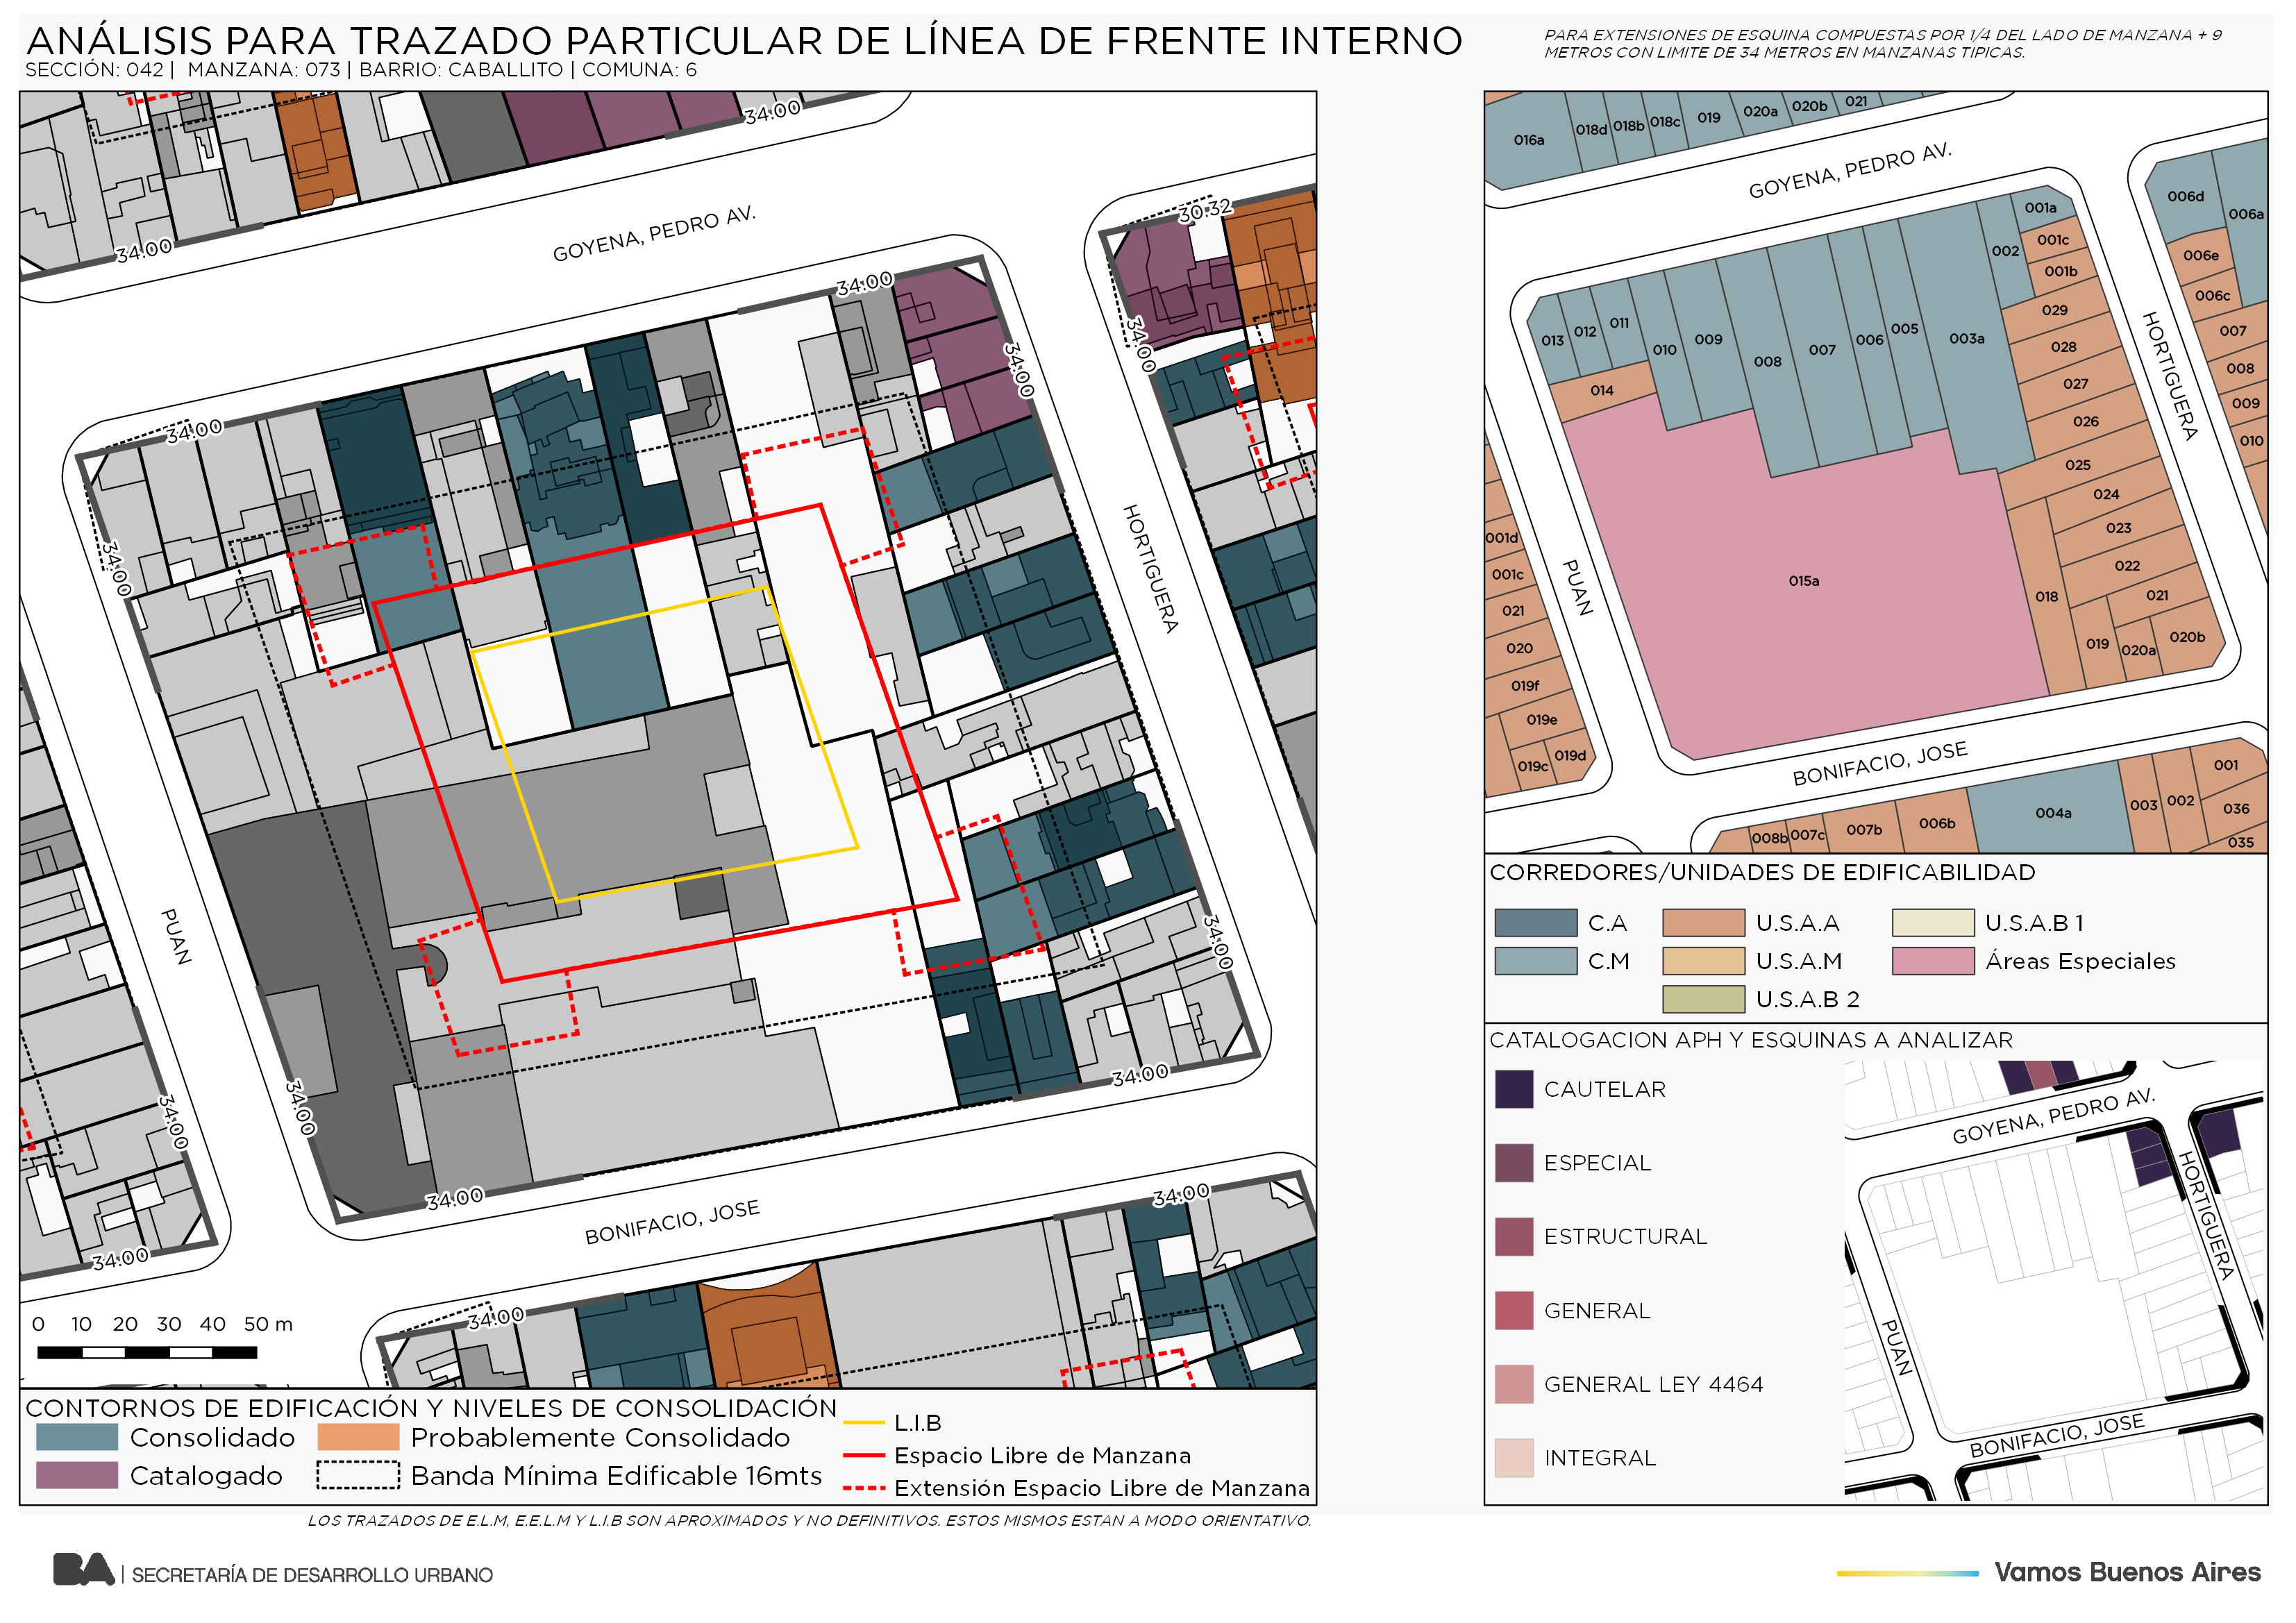 ANÁLISIS PARA TRAZADO PARTICULAR DE LÍNEA DE FRENTE INTERNO
SECCIÓN: 042 | MANZANA: 073 | BARRIO: CABALLITO | COMUNA: 6
PARA EXTENSIONES DE ESQUINA COMPUESTAS POR 1/4 DEL LADO DE MANZANA + 9
METROS CON LIMITE DE 34 METROS EN MANZANAS TIPICAS.
34.00
34.00
GOYENA, PEDRO AV.
30.32
34.00
34.00
34.00
34.00
34.00
HORTIGUERA
PUAN
34.00
34.00
34.00
34.00
34.00
34.00
BONIFACIO, JOSE
34.00
34.00
0 10 20 30 40 50 m
CONTORNOS DE EDIFICACIÓN Y NIVELES DE CONSOLIDACIÓN
Consolidado
Probablemente Consolidado
Catalogado
Banda Mínima Edificable 16mts
L.I.B
Espacio Libre de Manzana
Extensión Espacio Libre de Manzana
LOS TRAZADOS DE E.L.M, E.E.L.M Y L.I.B SON APROXIMADOS Y NO DEFINITIVOS. ESTOS MISMOS ESTAN A MODO ORIENTATIVO.
016a
018d
018b
018c
019
020a
020b
021
GOYENA, PEDRO AV.
006d
006a
006e
006c
007
008
009
010
001a
001c
001b
002
003a
005
006
007
008
009
010
011
012
013
014
015a
029
028
027
026
025
024
023
022
021
018
019
020a
020b
HORTIGUERA
PUAN
001d
001c
021
020
019f
019e
019d
019c
BONIFACIO, JOSE
008b
007c
007b
006b
004a
003
002
001
036
035
CORREDORES/UNIDADES DE EDIFICABILIDAD
C.A
U.S.A.A
U.S.A.B 1
C.M
U.S.A.M
Áreas Especiales
U.S.A.B 2
CATALOGACION APH Y ESQUINAS A ANALIZAR
CAUTELAR
ESPECIAL
ESTRUCTURAL
GENERAL
GENERAL LEY 4464
INTEGRAL
GOYENA, PEDRO AV.
HORTIGUERA
PUAN
BONIFACIO, JOSE
BA | SECRETARÍA DE DESARROLLO URBANO
Vamos Buenos Aires